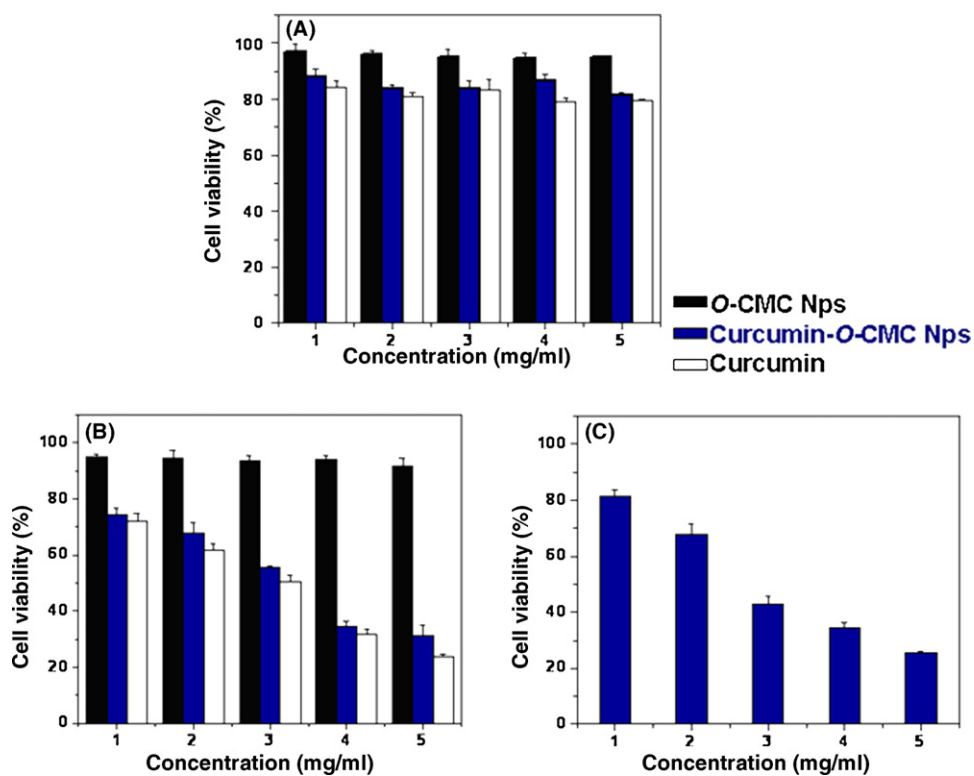 (A)
Cell viability (%)
100
80
60
40
20
0
1 2 3 4 5
Concentration (mg/ml)
O-CMC Nps
Curcumin-O-CMC Nps
Curcumin
(B)
Cell viability (%)
100
80
60
40
20
0
1 2 3 4 5
Concentration (mg/ml)
(C)
Cell viability (%)
100
80
60
40
20
0
1 2 3 4 5
Concentration (mg/ml)